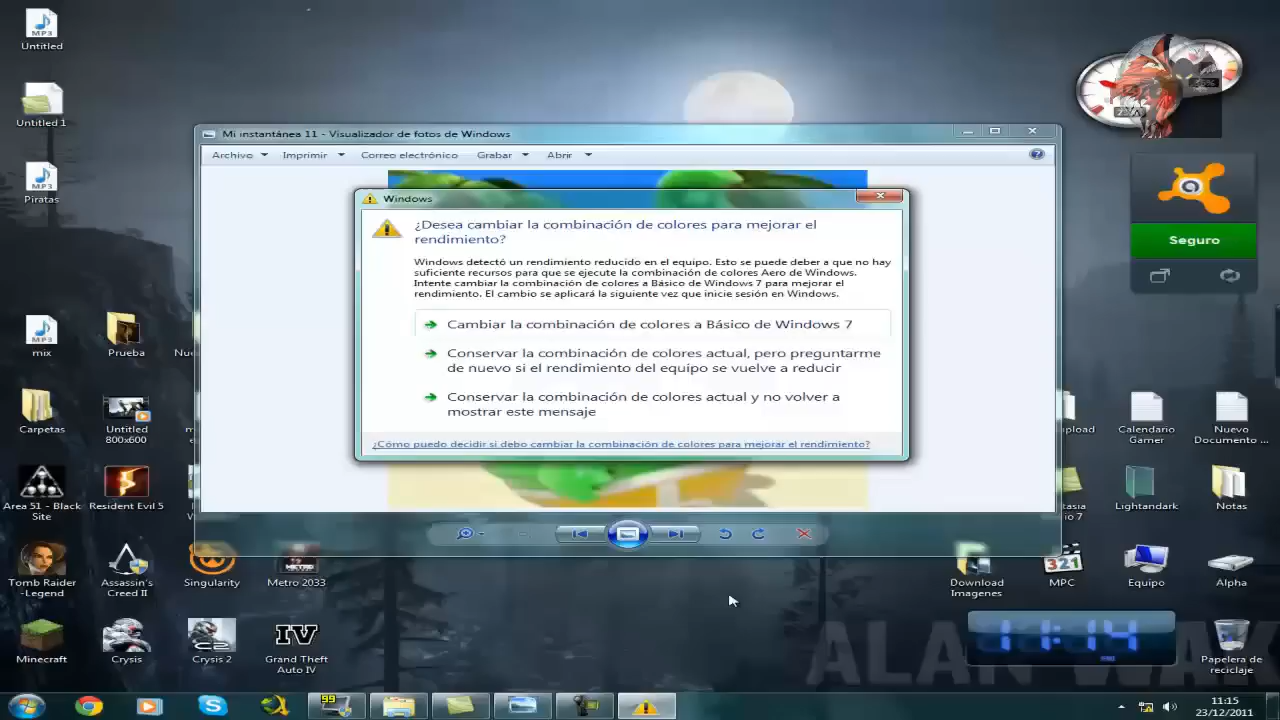 Untitled
Untitled 1
Piratas
mix
Prueba
Carpetas
Untitled
800x600
Area 51 - Black
Site
Resident Evil 5
Tomb Raider
-Legend
Assassin's
Creed II
Singularity
Metro 2033
Minecraft
Crysis
Crysis 2
IV
Grand Theft
Auto IV
Mi instantánea 11 - Visualizador de fotos de Windows
Archivo
Imprimir
Correo electrónico
Grabar
Abrir
Windows
¿Desea cambiar la combinación de colores para mejorar el
rendimiento?
Windows detectó un rendimiento reducido en el equipo. Esto se puede deber a que no hay
suficiente recursos para que se ejecute la combinación de colores Aero de Windows.
Intente cambiar la combinación de colores a Básico de Windows 7 para mejorar el
rendimiento. El cambio se aplicará la siguiente vez que inicie sesión en Windows.
Cambiar la combinación de colores a Básico de Windows 7
Conservar la combinación de colores actual, pero preguntarme
de nuevo si el rendimiento del equipo se vuelve a reducir
Conservar la combinación de colores actual y no volver a
mostrar este mensaje
¿Cómo puedo decidir si debo cambiar la combinación de colores para mejorar el rendimiento?
Seguro
Calendario
Gamer
Nuevo
Documento ...
Lightandark
Notas
Download
Imagenes
321
MPC
Equipo
Alpha
11:14
ALAN WAK
Papelera de
reciclaje
99
11:15
23/12/2011